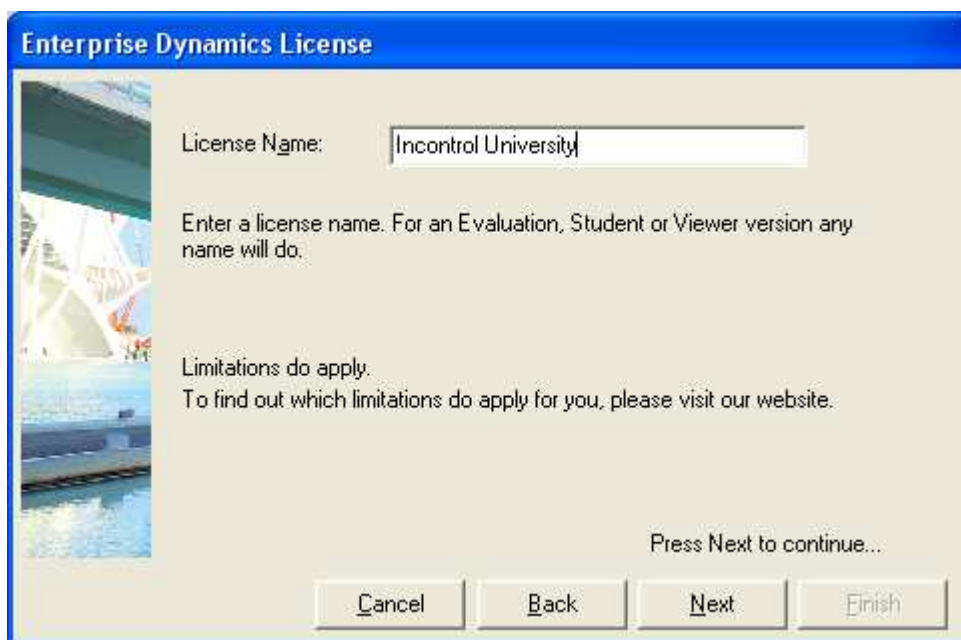 Enterprise Dynamics License
License Name:
Incontrol University
Enter a license name. For an Evaluation, Student or Viewer version any
name will do.
Limitations do apply.
To find out which limitations do apply for you, please visit our website.
Press Next to continue...
Cancel
Back
Next
Finish